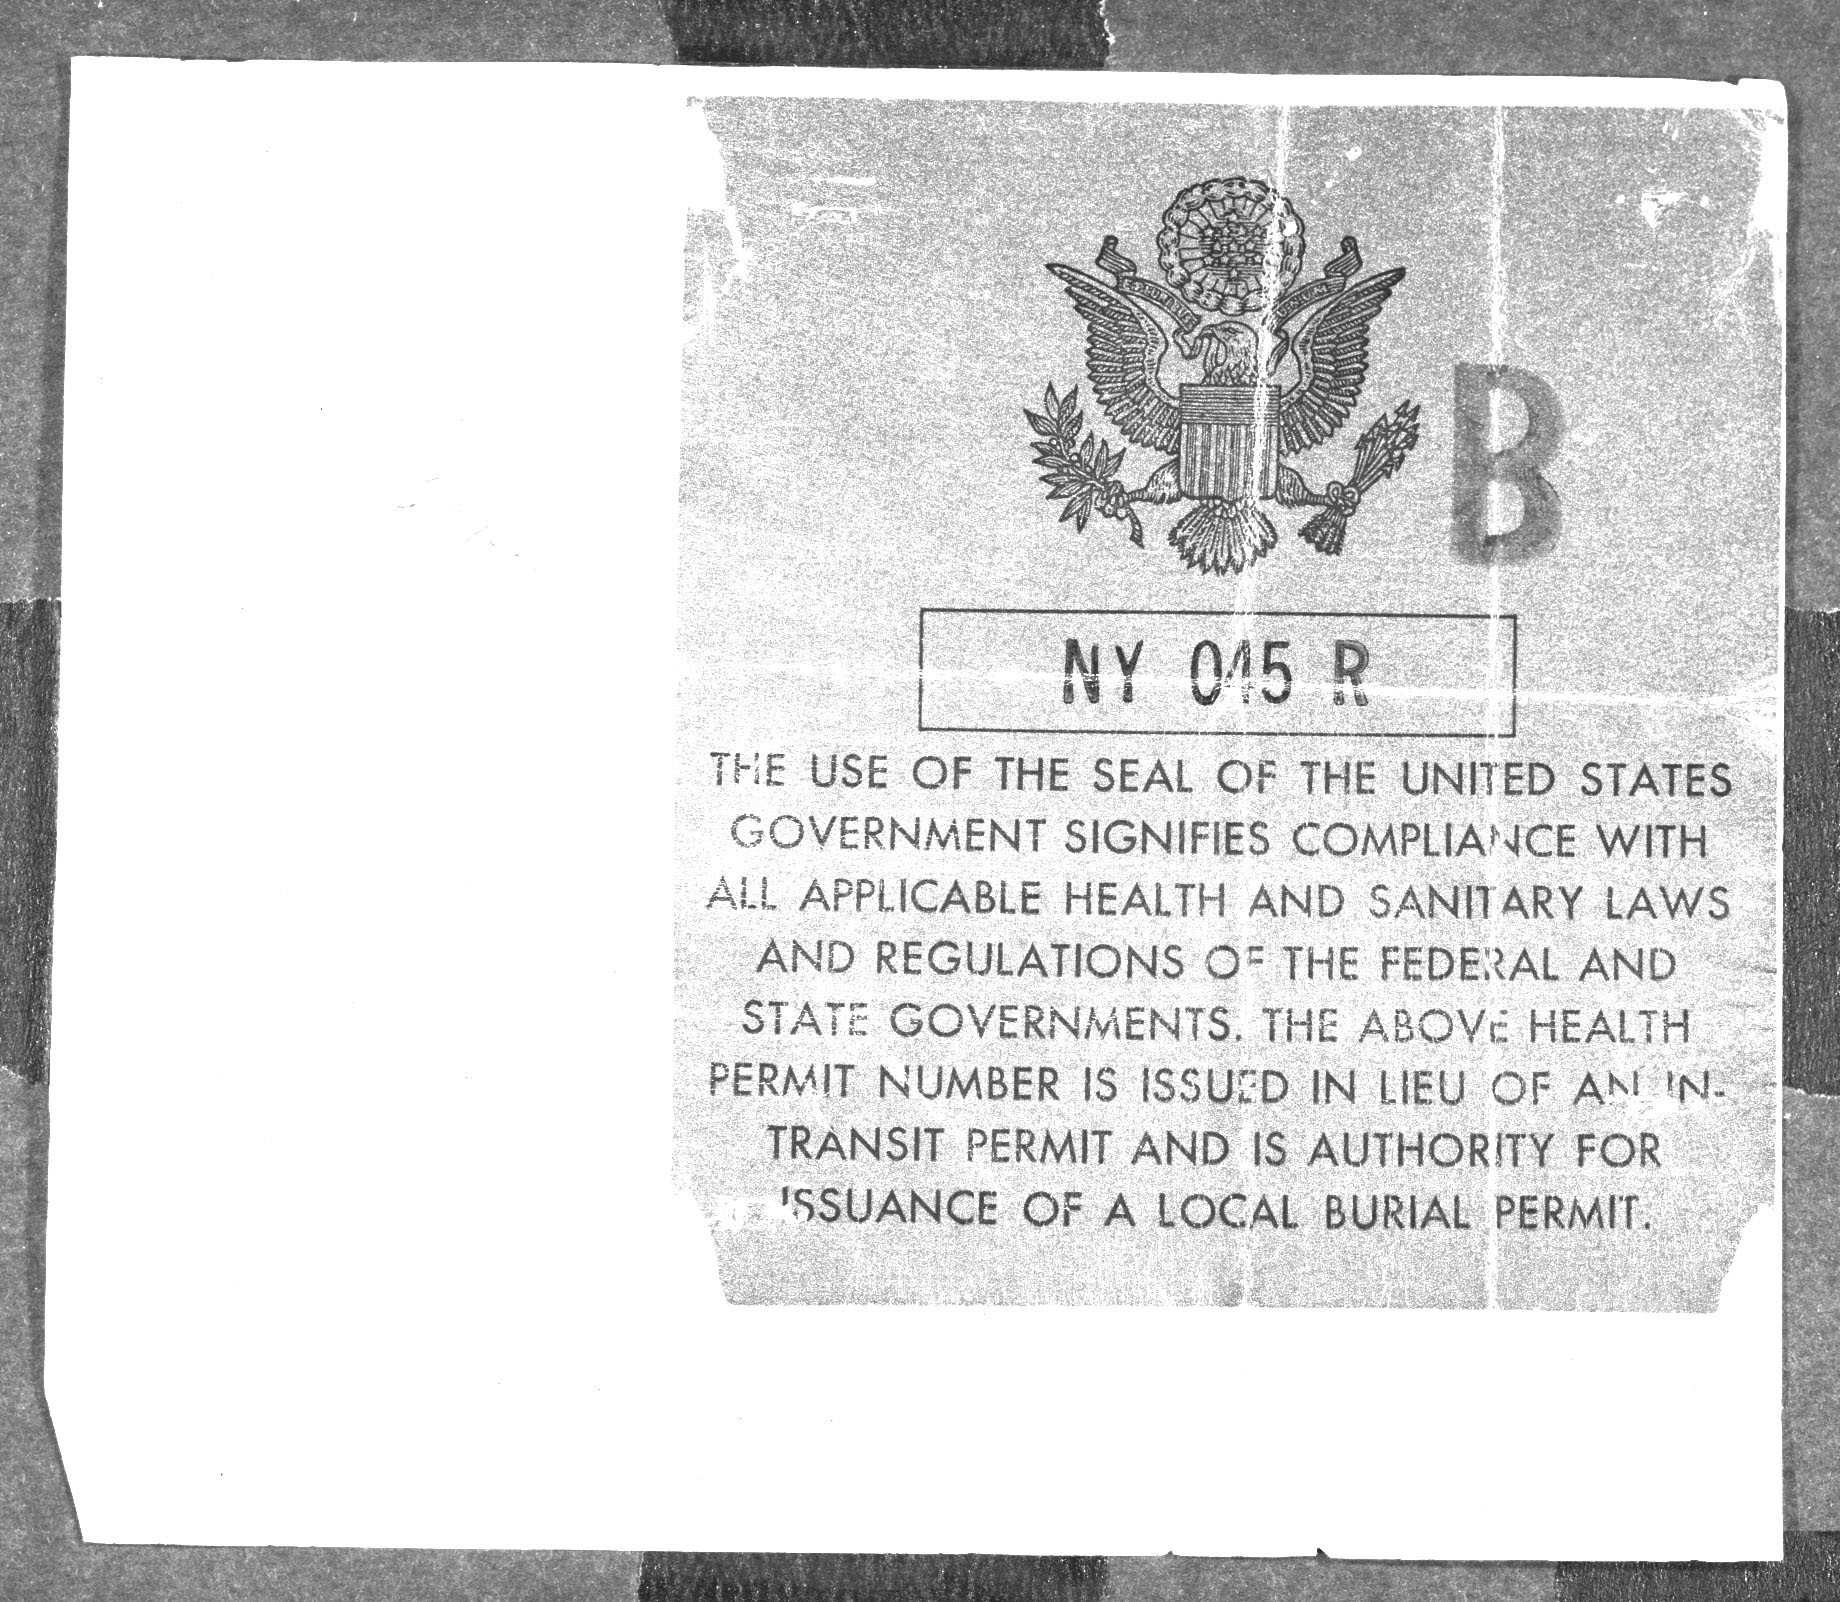 B
NY 045 R
THE USE OF THE SEAL OF THE UNITED STATES
GOVERNMENT SIGNIFIES COMPLIANCE WITH
ALL APPLICABLE HEALTH AND SANITARY LAWS
AND REGULATIONS OF THE FEDERAL AND
STATE GOVERNMENTS. THE ABOVE HEALTH
PERMIT NUMBER IS ISSUED IN LIEU OF AN IN-
TRANSIT PERMIT AND IS AUTHORITY FOR
ISSUANCE OF A LOCAL BURIAL PERMIT.